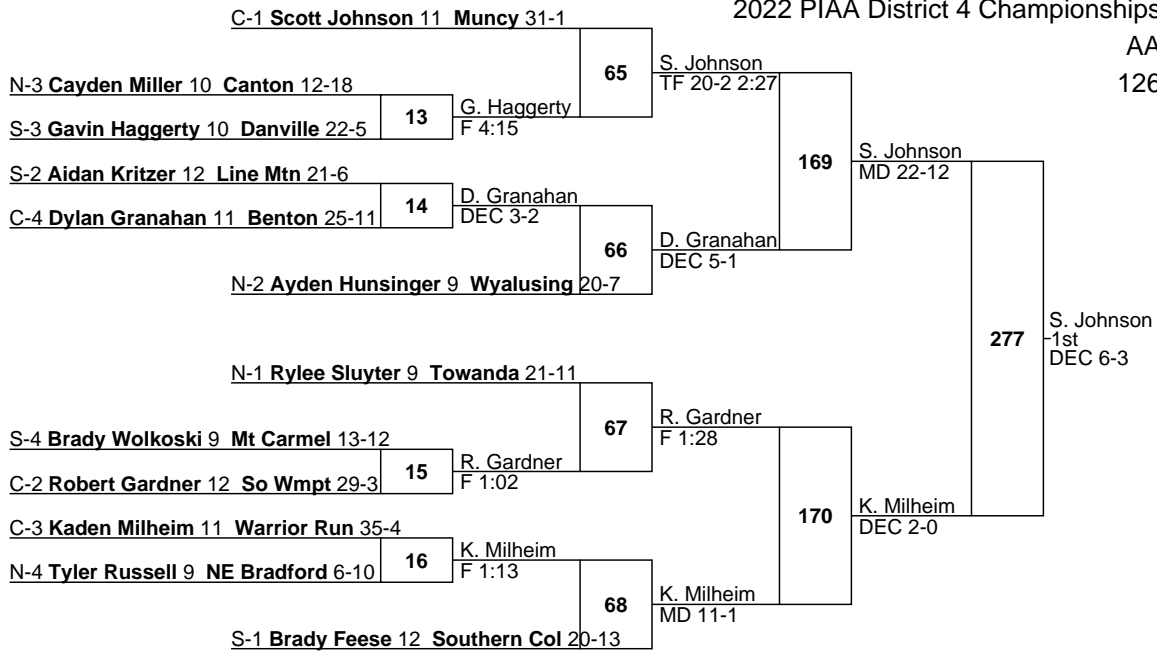 2022 PIAA District 4 Championships
AA
126
C-1 Scott Johnson 11 Muncy 31-1
65
S. Johnson
TF 20-2 2:27
N-3 Cayden Miller 10 Canton 12-18
13
G. Haggerty
F 4:15
S-3 Gavin Haggerty 10 Danville 22-5
169
S. Johnson
MD 22-12
S-2 Aidan Kritzer 12 Line Mtn 21-6
14
D. Granahan
DEC 3-2
C-4 Dylan Granahan 11 Benton 25-11
66
D. Granahan
DEC 5-1
N-2 Ayden Hunsinger 9 Wyalusing 20-7
277
S. Johnson
1st
DEC 6-3
N-1 Rylee Sluyter 9 Towanda 21-11
67
R. Gardner
F 1:28
S-4 Brady Wolkoski 9 Mt Carmel 13-12
15
R. Gardner
F 1:02
C-2 Robert Gardner 12 So Wmpt 29-3
170
K. Milheim
DEC 2-0
C-3 Kaden Milheim 11 Warrior Run 35-4
16
K. Milheim
F 1:13
N-4 Tyler Russell 9 NE Bradford 6-10
68
K. Milheim
MD 11-1
S-1 Brady Feese 12 Southern Col 20-13